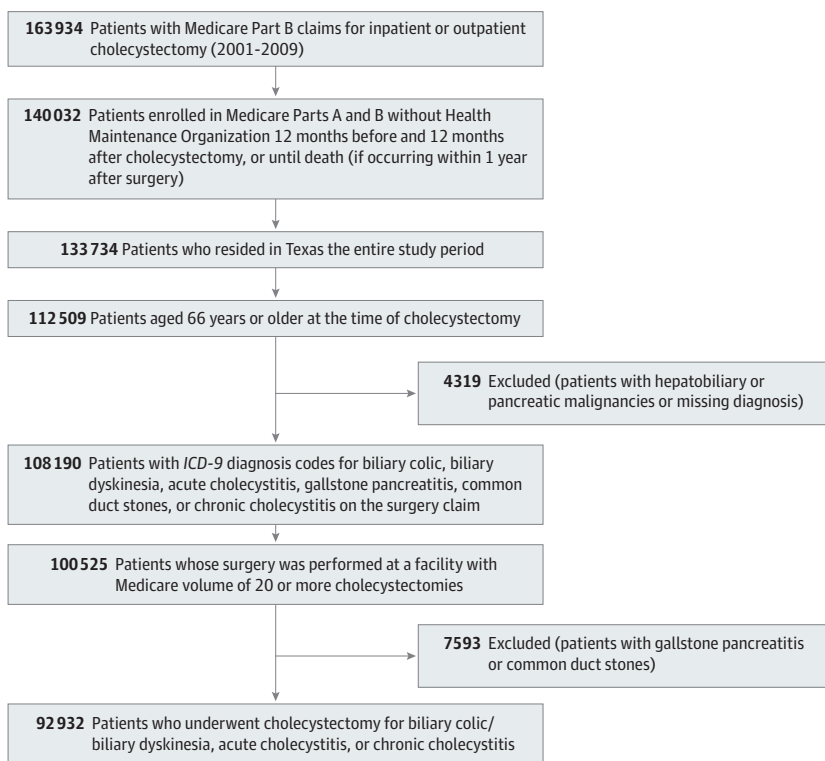 163934 Patients with Medicare Part B claims for inpatient or outpatient
cholecystectomy (2001-2009)
140032 Patients enrolled in Medicare Parts A and B without Health
Maintenance Organization 12 months before and 12 months
after cholecystectomy, or until death (if occurring within 1 year
after surgery)
133734 Patients who resided in Texas the entire study period
112509 Patients aged 66 years or older at the time of cholecystectomy
4319 Excluded (patients with hepatobiliary or
pancreatic malignancies or missing diagnosis)
108190 Patients with ICD-9 diagnosis codes for biliary colic, biliary
dyskinesia, acute cholecystitis, gallstone pancreatitis, common
duct stones, or chronic cholecystitis on the surgery claim
100525 Patients whose surgery was performed at a facility with
Medicare volume of 20 or more cholecystectomies
7593 Excluded (patients with gallstone pancreatitis
or common duct stones)
92932 Patients who underwent cholecystectomy for biliary colic/
biliary dyskinesia, acute cholecystitis, or chronic cholecystitis